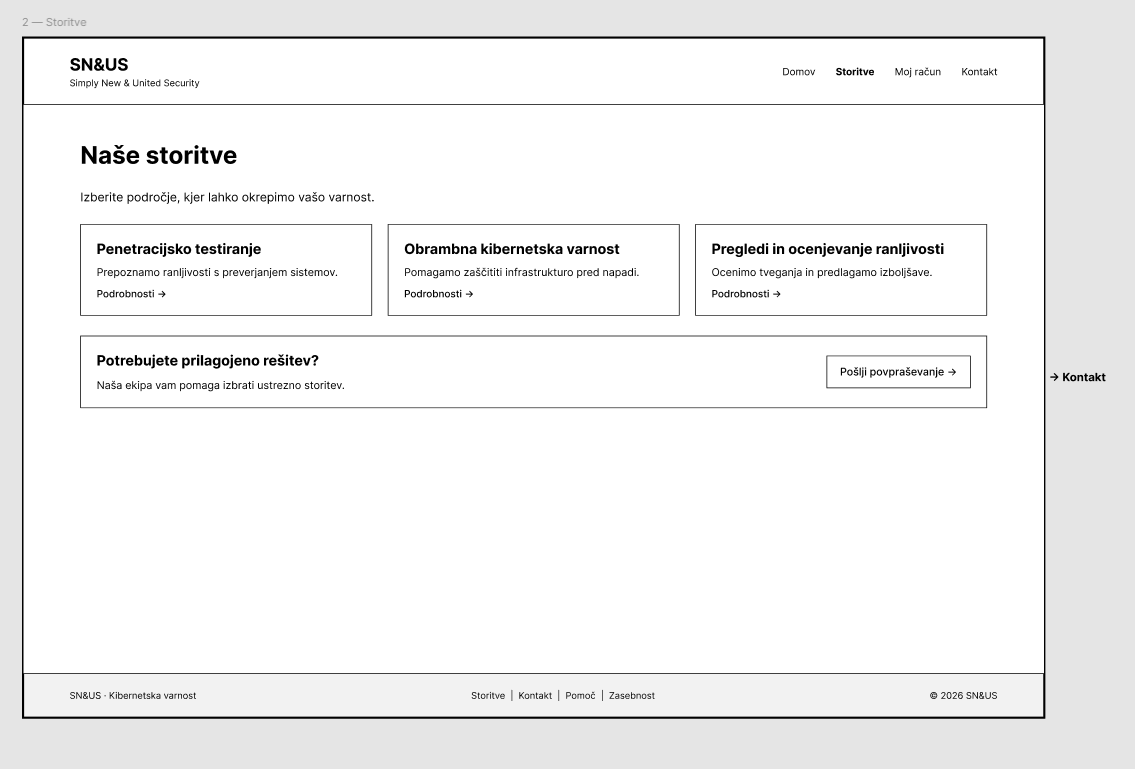 2 — Storitve
SN&US
Simply New & United Security
Domov Storitve Moj račun Kontakt
Naše storitve
Izberite področje, kjer lahko okrepimo vašo varnost.
Penetracijsko testiranje
Prepoznamo ranljivosti s preverjanjem sistemov.
Podrobnosti →
Obrambna kibernetska varnost
Pomagamo zaščititi infrastrukturo pred napadi.
Podrobnosti →
Pregledi in ocenjevanje ranljivosti
Ocenimo tveganja in predlagamo izboljšave.
Podrobnosti →
Potrebujete prilagojeno rešitev?
Naša ekipa vam pomaga izbrati ustrezno storitev.
Pošlji povpraševanje →
→ Kontakt
SN&US · Kibernetska varnost
Storitve | Kontakt | Pomoč | Zasebnost
© 2026 SN&US